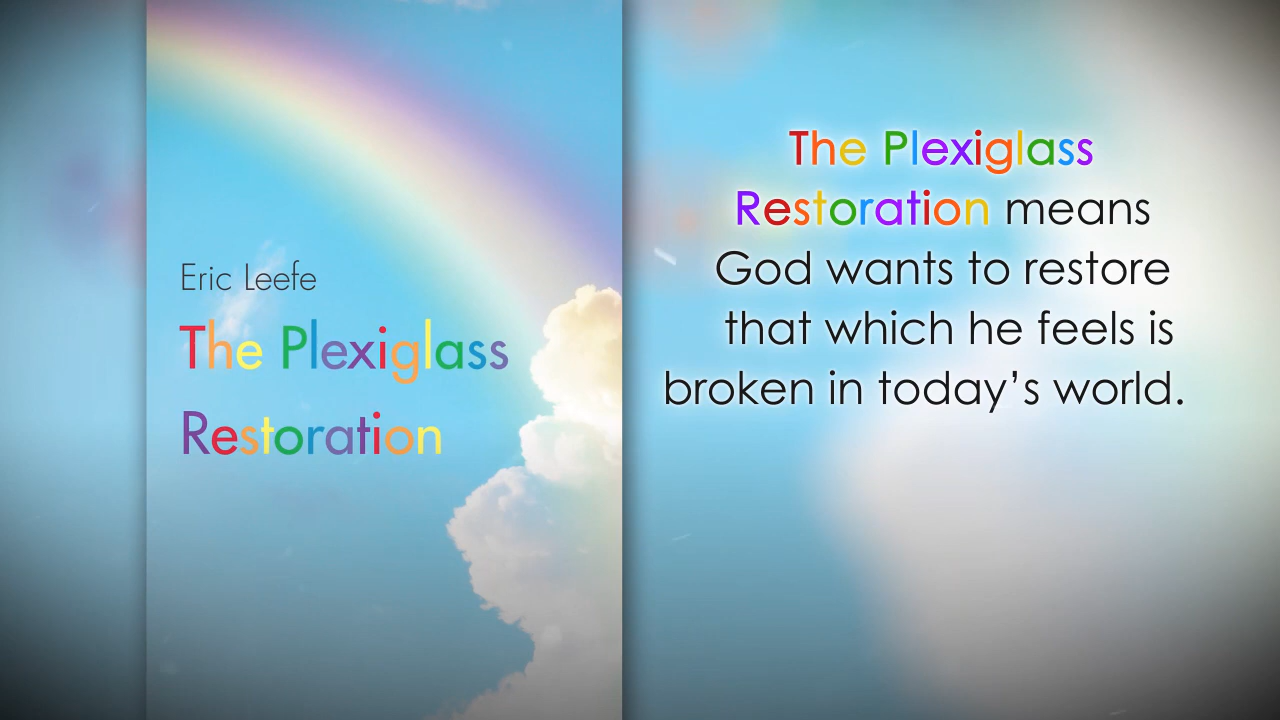 Eric Leefe
The Plexiglass
Restoration
The Plexiglass
Restoration means
God wants to restore
that which he feels is
broken in today’s world.